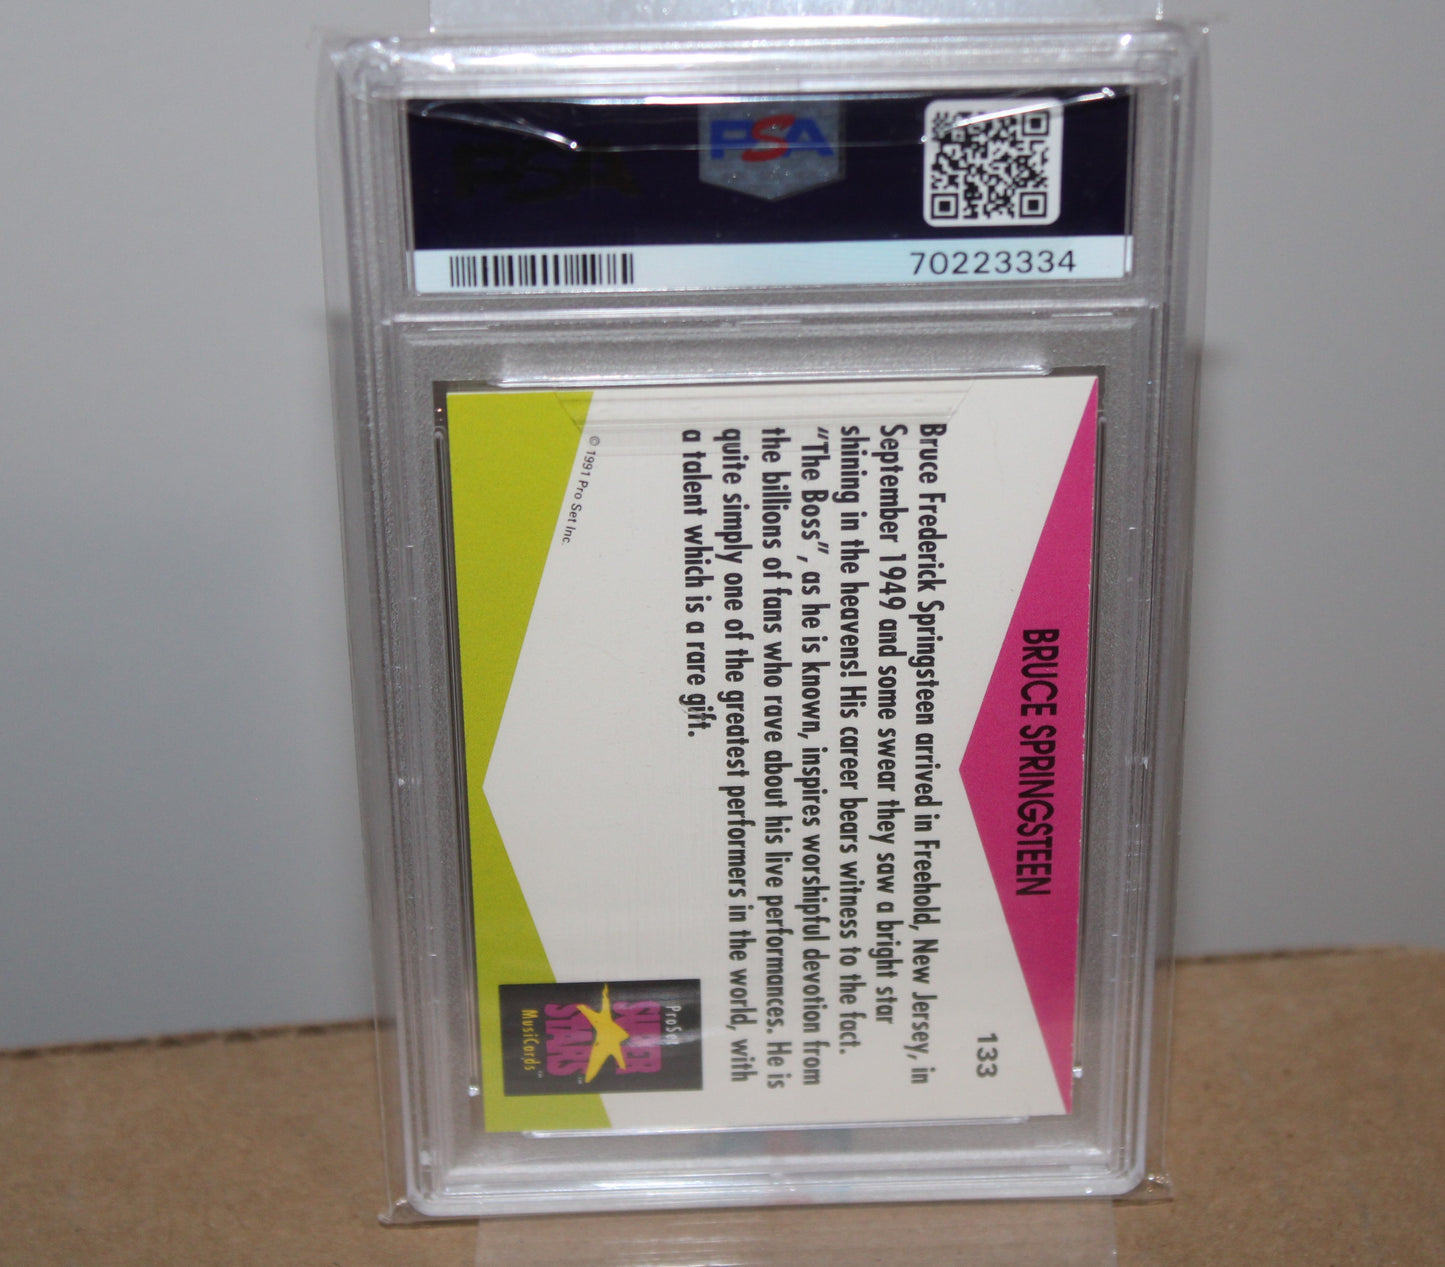 PSA
PSA
70223334
BRUCE SPRINGSTEEN
133
Bruce Frederick Springsteen arrived in Freehold, New Jersey, in
September 1949 and some swear they saw a bright star
shining in the heavens! His career bears witness to the fact.
“The Boss”, as he is known, inspires worshipful devotion from
the billions of fans who rave about his live performances. He is
quite simply one of the greatest performers in the world, with
a talent which is a rare gift.
© 1991 Pro Set Inc.
ProSet
SUPER
STARS™
MusiCards™